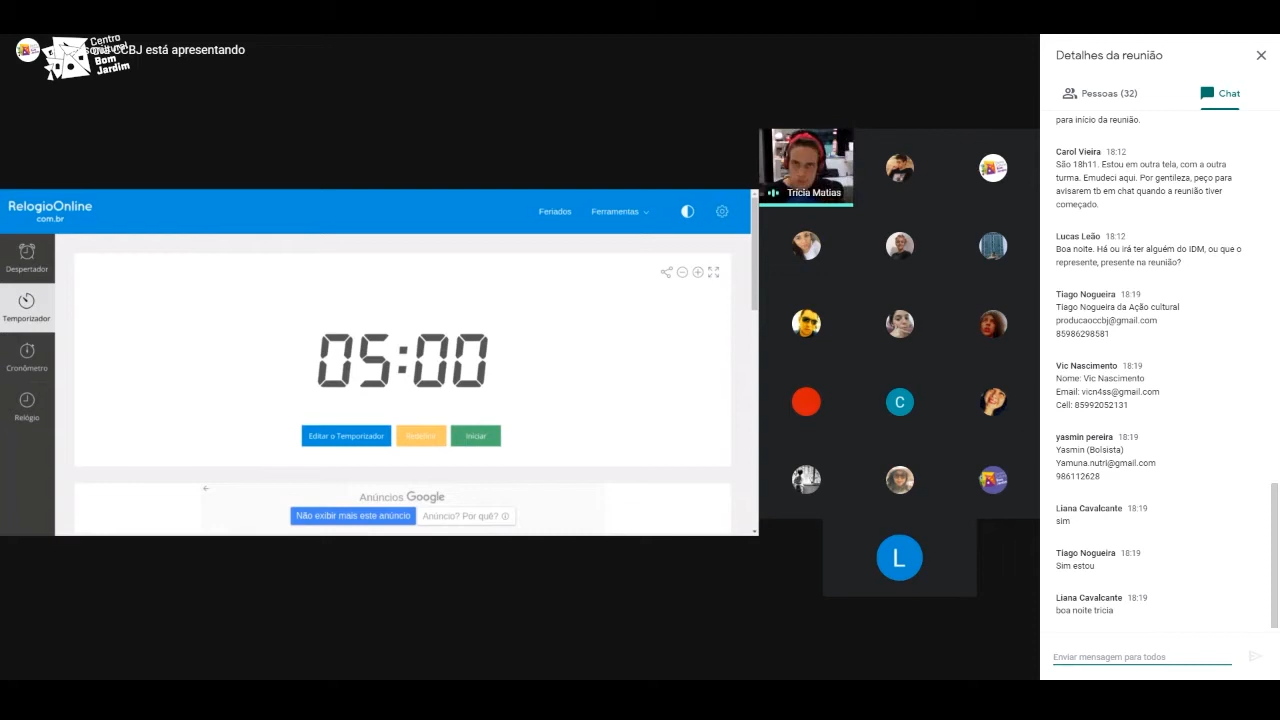 Centro
Cultural
Bom
Jardim
CCBJ está apresentando
RelogioOnline
com.br
Feriados
Ferramentas
Despertador
Temporizador
Cronômetro
Relógio
05:00
Editar o Temporizador
Redefinir
Iniciar
Anúncios Google
Não exibir mais este anúncio
Anúncio? Por quê?
Trícia Matias
C
L
Detalhes da reunião
Pessoas (32)
Chat
para início da reunião.
Carol Vieira 18:12
São 18h11. Estou em outra tela, com a outra
turma. Emudeci aqui. Por gentileza, peço para
avisarem tb em chat quando a reunião tiver
começado.
Lucas Leão 18:12
Boa noite. Há ou irá ter alguém do IDM, ou que o
represente, presente na reunião?
Tiago Nogueira 18:19
Tiago Nogueira da Ação cultural
producaoccbj@gmail.com
85986298581
Vic Nascimento 18:19
Nome: Vic Nascimento
Email: vicn4ss@gmail.com
Cell: 85992052131
yasmin pereira 18:19
Yasmin (Bolsista)
Yamuna.nutri@gmail.com
986112628
Liana Cavalcante 18:19
sim
Tiago Nogueira 18:19
Sim estou
Liana Cavalcante 18:19
boa noite tricia
Enviar mensagem para todos